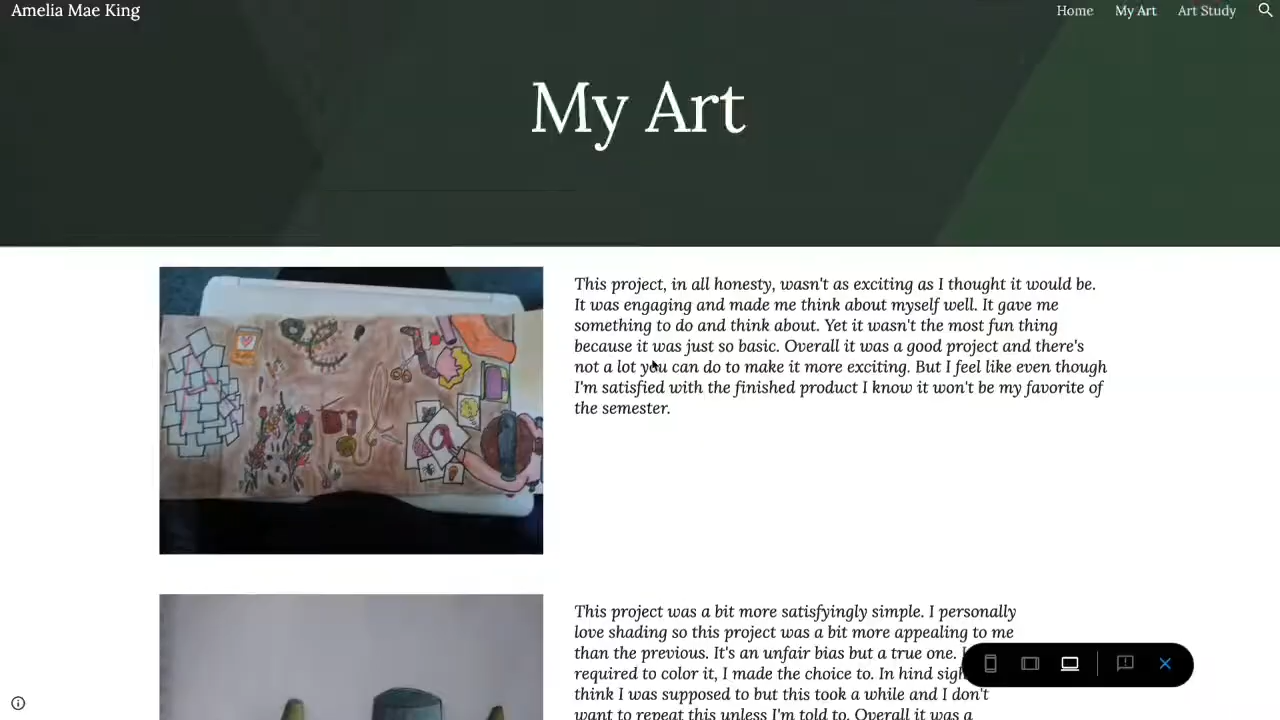 Amelia Mae King
Home
My Art
Art Study
My Art
This project, in all honesty, wasn't as exciting as I thought it would be.
It was engaging and made me think about myself well. It gave me
something to do and think about. Yet it wasn't the most fun thing
because it was just so basic. Overall it was a good project and there's
not a lot you can do to make it more exciting. But I feel like even though
I'm satisfied with the finished product I know it won't be my favorite of
the semester.
This project was a bit more satisfyingly simple. I personally
love shading so this project was a bit more appealing to me
than the previous. It's an unfair bias but a true one.
required to color it, I made the choice to. In hind
think I was supposed to but this took a while and I don't
want to repeat this unless I'm told to. Overall it was a